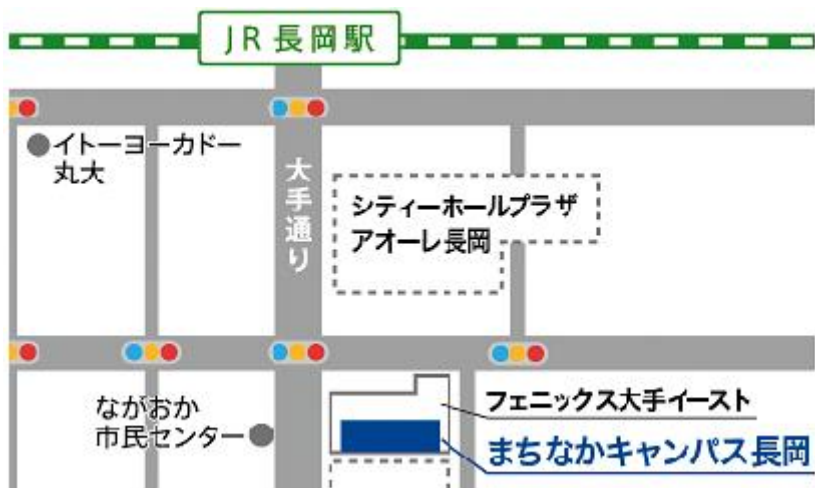 JR 長岡駅
イトーヨーカドー
丸大
大手通り
シティーホールプラザ
アオーレ長岡
ながおか
市民センター
フェニックス大手イースト
まちなかキャンパス長岡